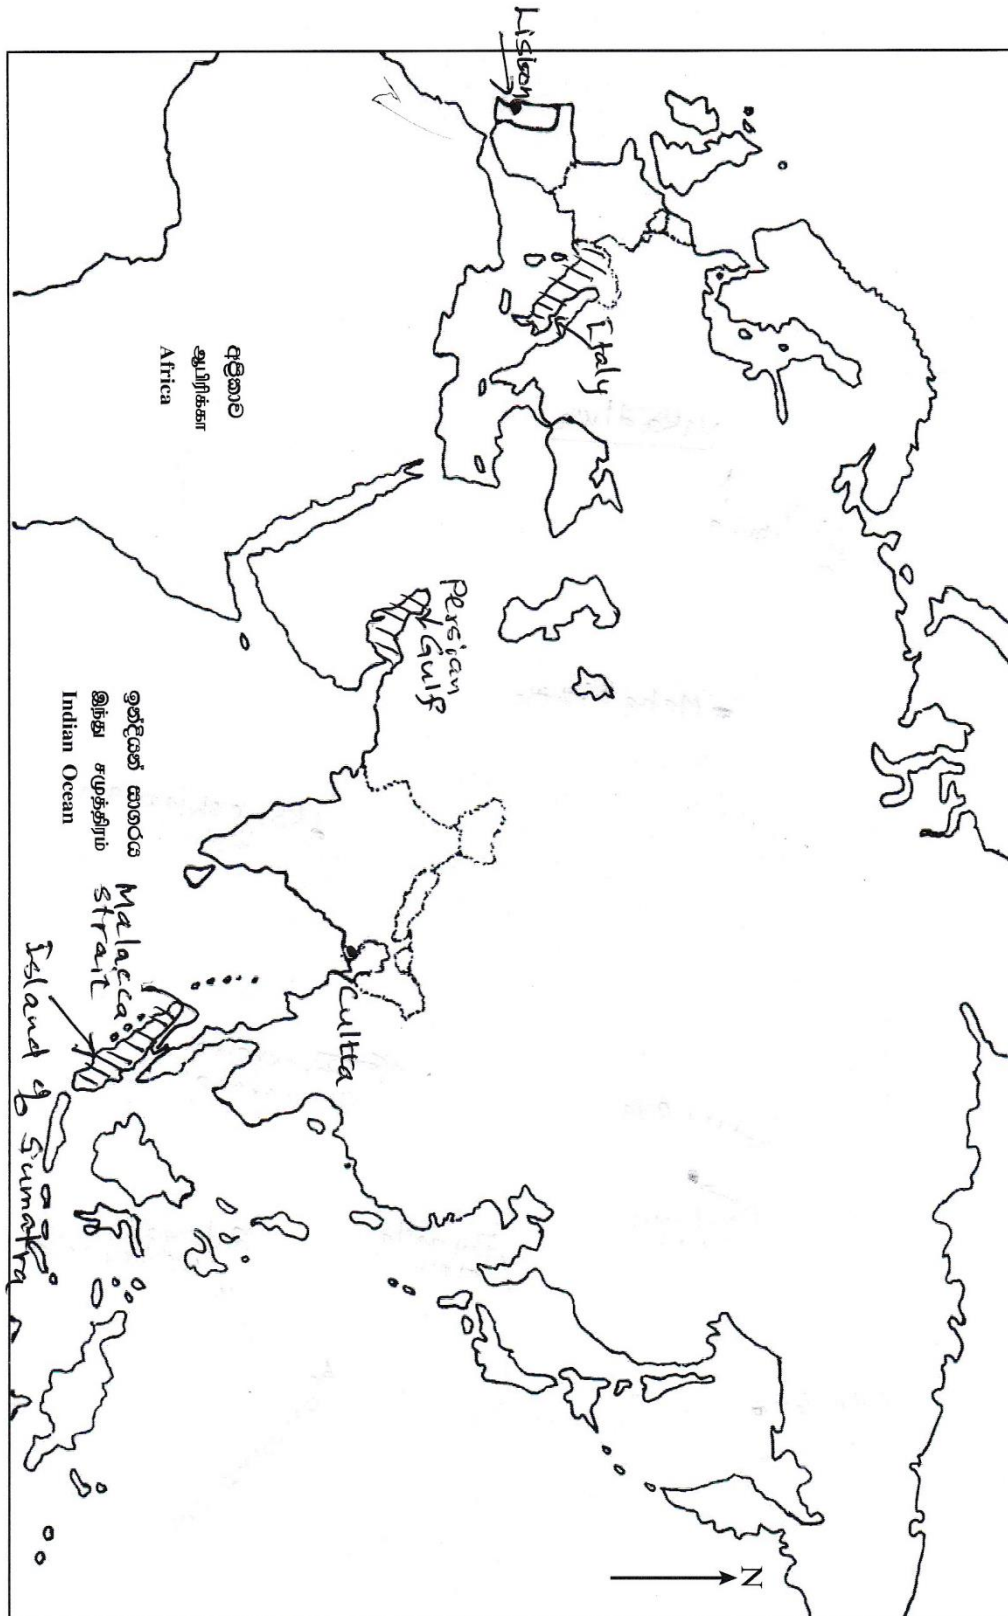 Lisbon
Italy
අප්‍රිකාව
ஆபிரிக்கா
Africa
Persian
Gulf
ඉන්දියන් සාගරය
இந்து சமுத்திரம்
Indian Ocean
Malacca
Strait
Cultta
Island of Sumatra
N